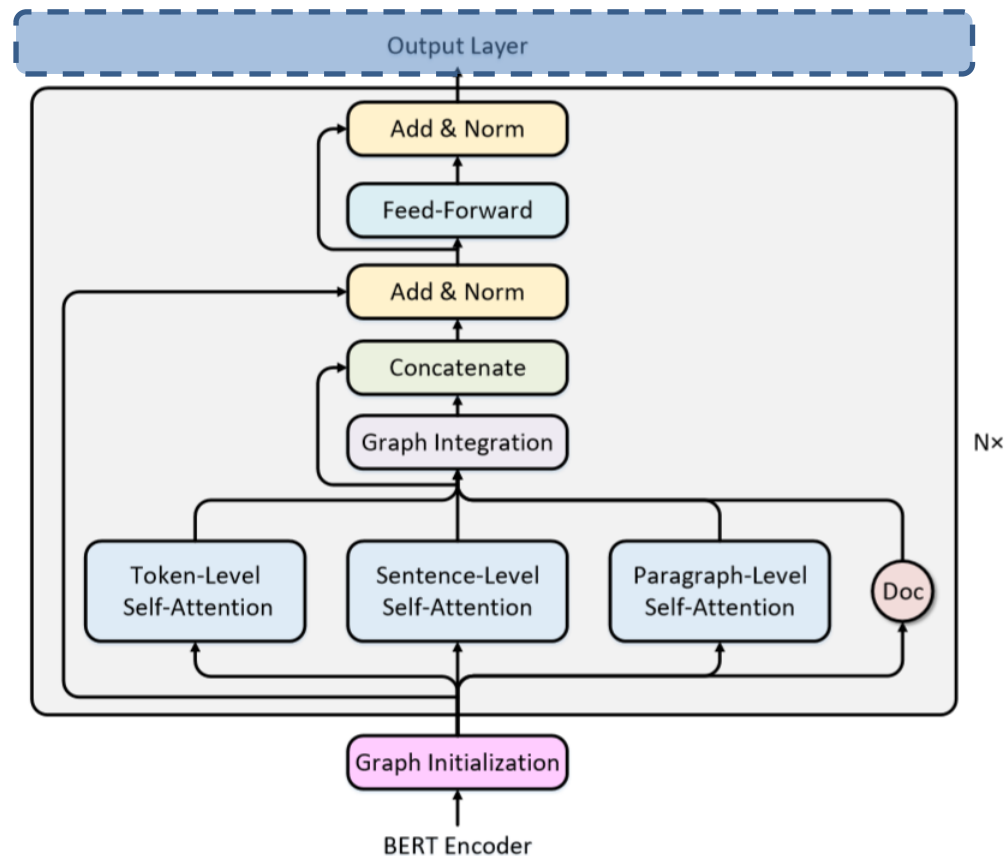 Output Layer
Add & Norm
Feed-Forward
Add & Norm
Concatenate
Graph Integration
N×
Token-Level
Self-Attention
Sentence-Level
Self-Attention
Paragraph-Level
Self-Attention
Doc
Graph Initialization
BERT Encoder